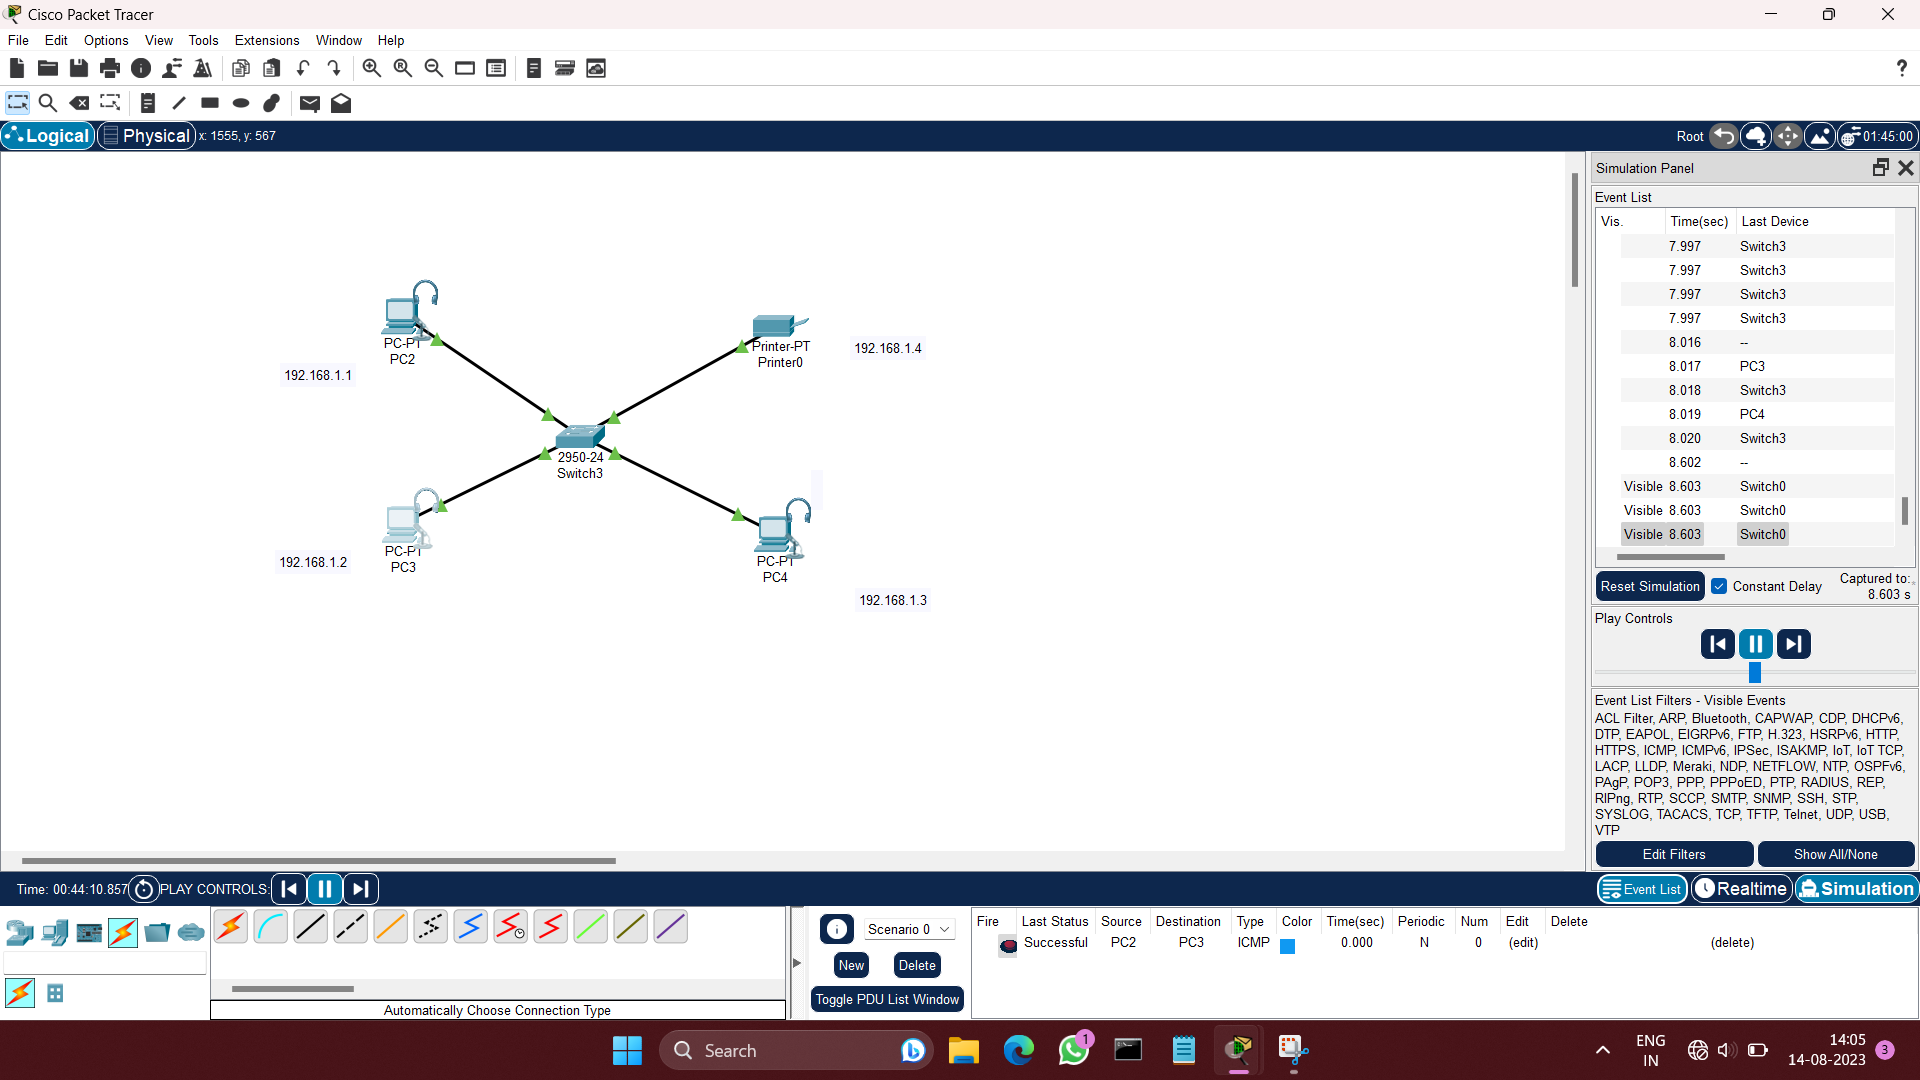 Cisco Packet Tracer
File Edit Options View Tools Extensions Window Help
?
Logical Physical x: 1555, y: 567
Root 01:45:00
PC-PT
PC2
192.168.1.1
Printer-PT
Printer0
192.168.1.4
2950-24
Switch3
PC-PT
PC3
192.168.1.2
PC-PT
PC4
192.168.1.3
Simulation Panel
Event List
Vis. Time(sec) Last Device
7.997 Switch3
7.997 Switch3
7.997 Switch3
7.997 Switch3
8.016 --
8.017 PC3
8.018 Switch3
8.019 PC4
8.020 Switch3
8.602 --
Visible 8.603 Switch0
Visible 8.603 Switch0
Visible 8.603 Switch0
Reset Simulation Constant Delay Captured to:
8.603 s
Play Controls
Event List Filters - Visible Events
ACL Filter, ARP, Bluetooth, CAPWAP, CDP, DHCPv6,
DTP, EAPOL, EIGRPv6, FTP, H.323, HSRPv6, HTTP,
HTTPS, ICMP, ICMPv6, IPSec, ISAKMP, IoT, IoT TCP,
LACP, LLDP, Meraki, NDP, NETFLOW, NTP, OSPFv6,
PAgP, POP3, PPP, PPPoED, PTP, RADIUS, REP,
RIPng, RTP, SCCP, SMTP, SNMP, SSH, STP,
SYSLOG, TACACS, TCP, TFTP, Telnet, UDP, USB,
VTP
Edit Filters Show All/None
Time: 00:44:10.857 PLAY CONTROLS:
Event List Realtime Simulation
Automatically Choose Connection Type
Scenario 0
New Delete
Toggle PDU List Window
Fire Last Status Source Destination Type Color Time(sec) Periodic Num Edit Delete
Successful PC2 PC3 ICMP 0.000 N 0 (edit) (delete)
Search
1
ENG
IN
14:05
14-08-2023
3